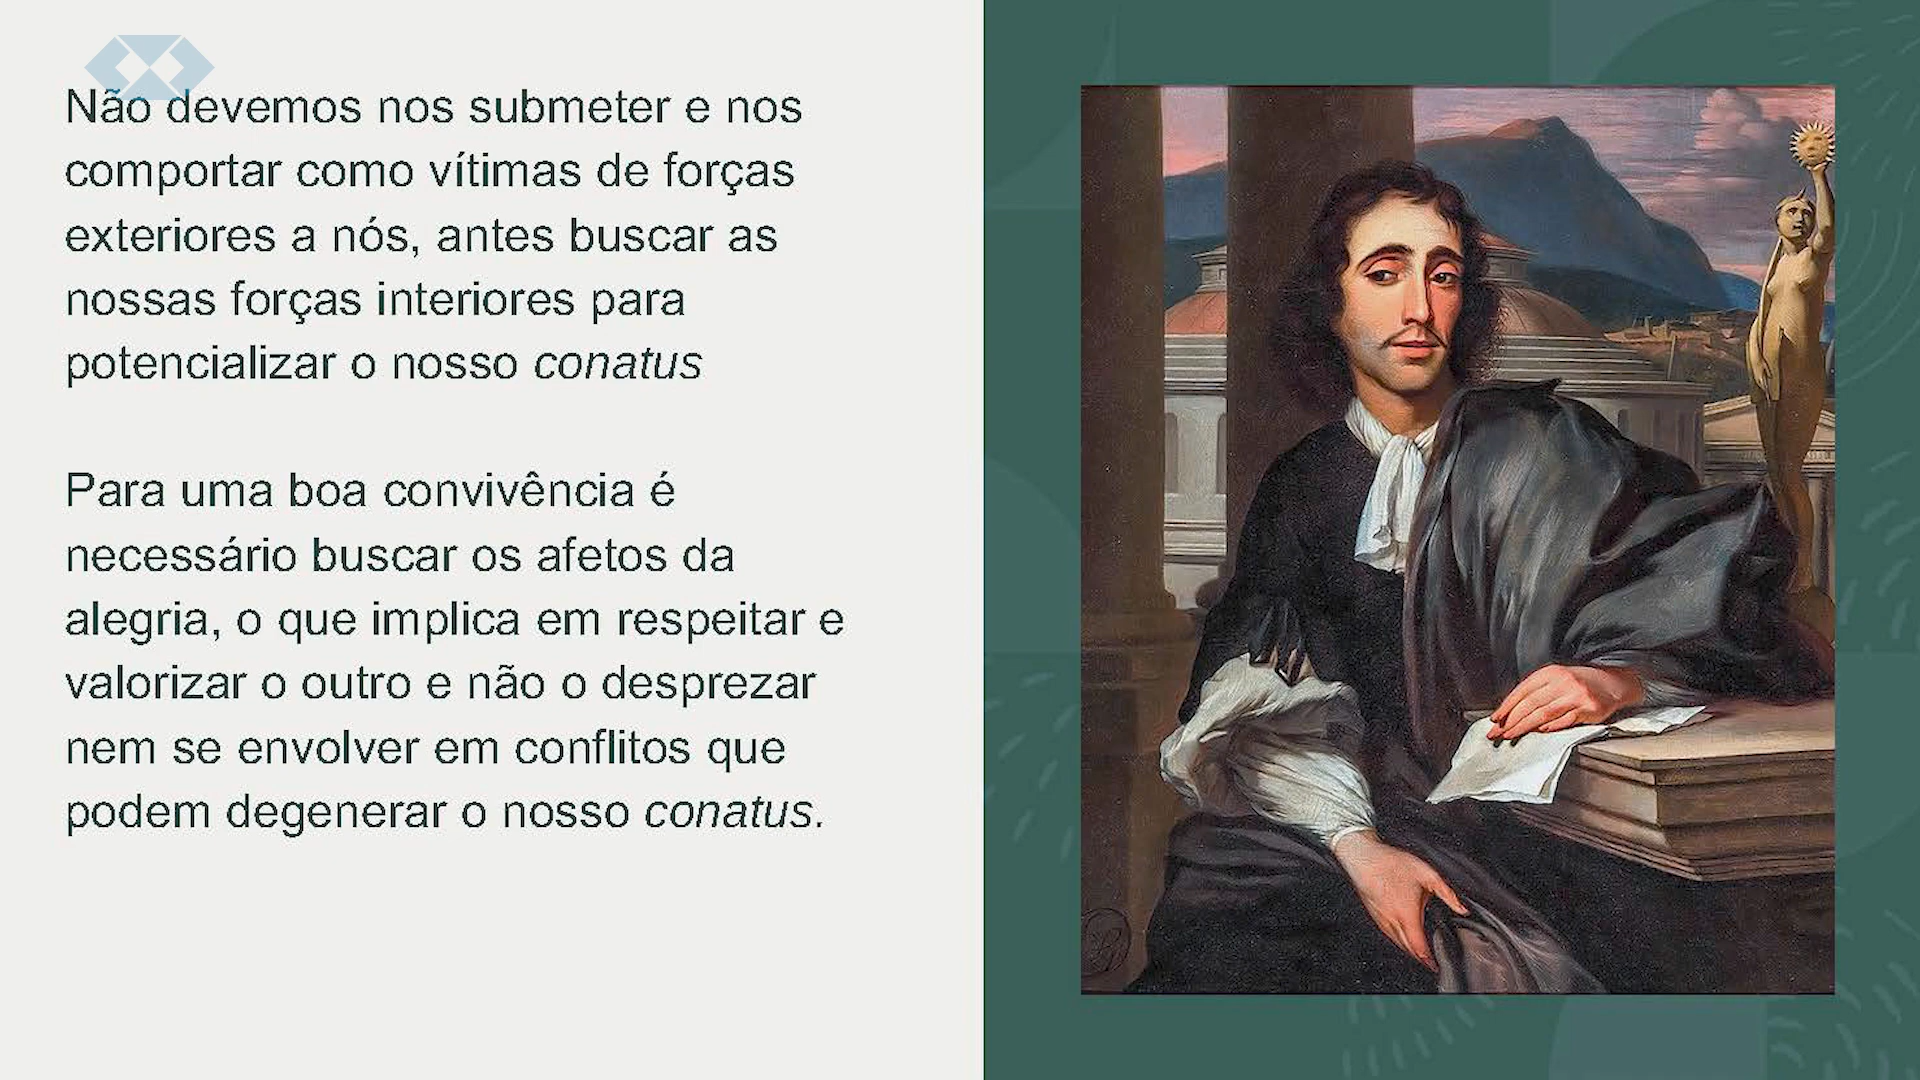 Não devemos nos submeter e nos
comportar como vítimas de forças
exteriores a nós, antes buscar as
nossas forças interiores para
potencializar o nosso conatus
Para uma boa convivência é
necessário buscar os afetos da
alegria, o que implica em respeitar e
valorizar o outro e não o desprezar
nem se envolver em conflitos que
podem degenerar o nosso conatus.